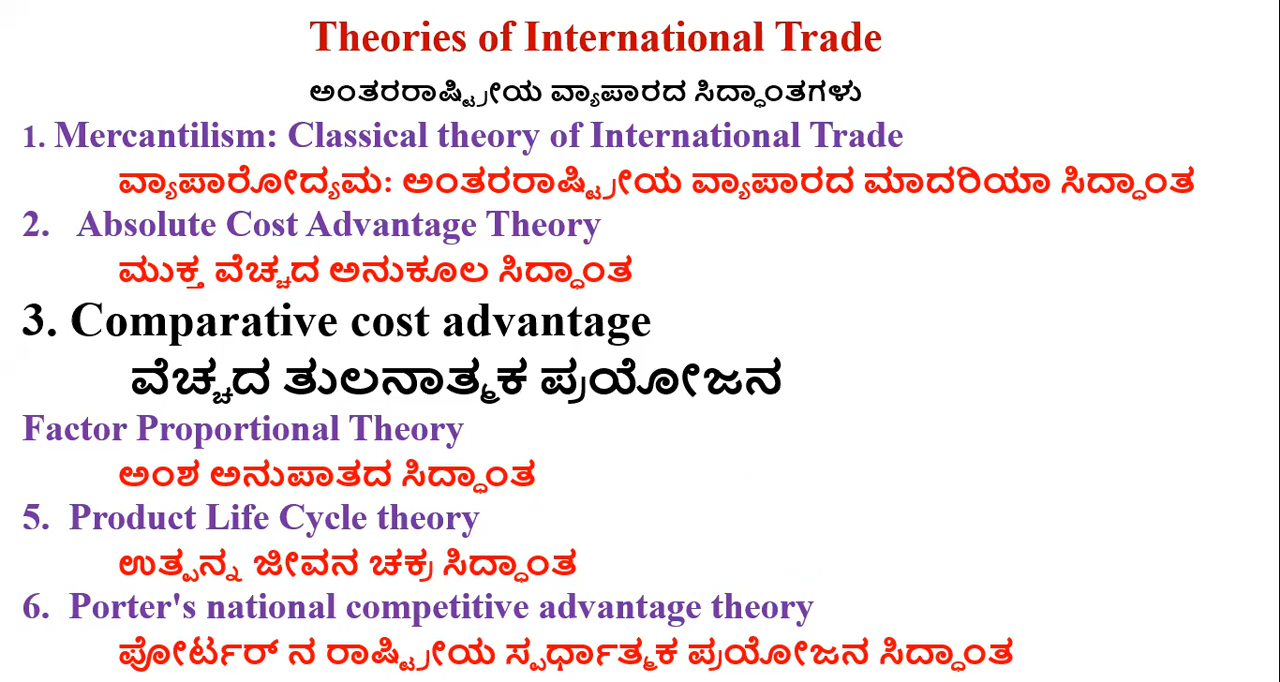 Theories of International Trade
ಅಂತರರಾಷ್ಟ್ರೀಯ ವ್ಯಾಪಾರದ ಸಿದ್ಧಾಂತಗಳು
1. Mercantilism: Classical theory of International Trade
ವ್ಯಾಪಾರೋದ್ಯಮ: ಅಂತರರಾಷ್ಟ್ರೀಯ ವ್ಯಾಪಾರದ ಮಾದರಿಯಾ ಸಿದ್ಧಾಂತ
2. Absolute Cost Advantage Theory
ಮುಕ್ತ ವೆಚ್ಚದ ಅನುಕೂಲ ಸಿದ್ಧಾಂತ
3. Comparative cost advantage
ವೆಚ್ಚದ ತುಲನಾತ್ಮಕ ಪ್ರಯೋಜನ
Factor Proportional Theory
ಅಂಶ ಅನುಪಾತದ ಸಿದ್ಧಾಂತ
5. Product Life Cycle theory
ಉತ್ಪನ್ನ ಜೀವನ ಚಕ್ರ ಸಿದ್ಧಾಂತ
6. Porter's national competitive advantage theory
ಪೋರ್ಟರ್ ನ ರಾಷ್ಟ್ರೀಯ ಸ್ಪರ್ಧಾತ್ಮಕ ಪ್ರಯೋಜನ ಸಿದ್ಧಾಂತ